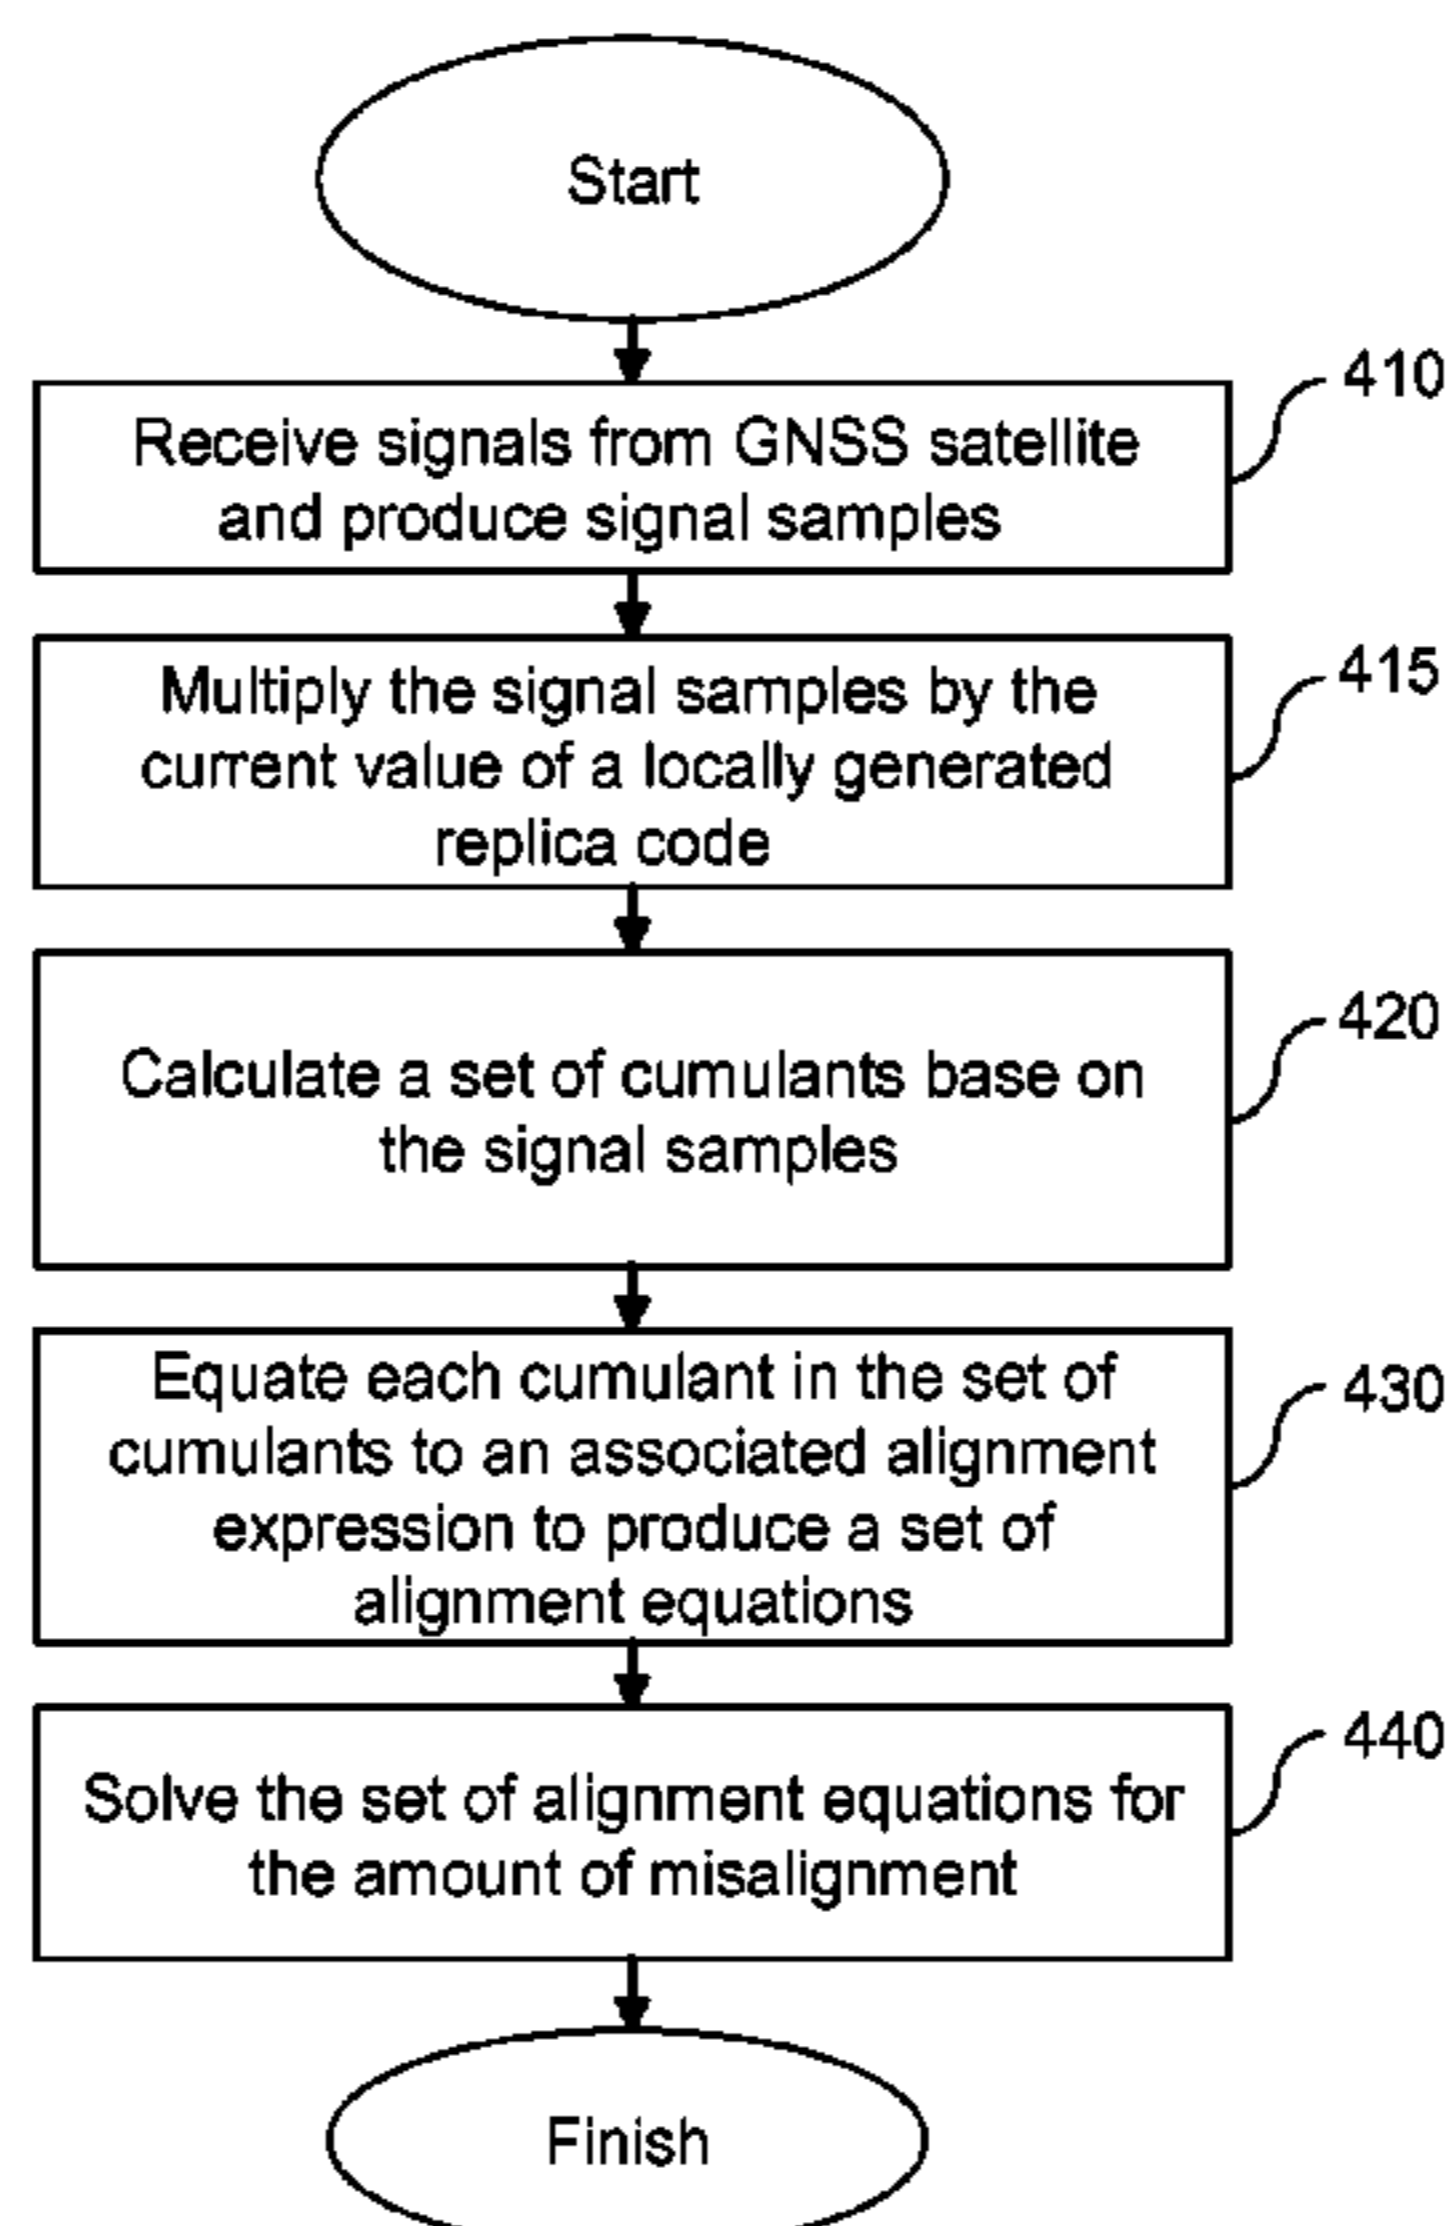 Start
410
Receive signals from GNSS satellite
and produce signal samples
415
Multiply the signal samples by the
current value of a locally generated
replica code
420
Calculate a set of cumulants base on
the signal samples
430
Equate each cumulant in the set of
cumulants to an associated alignment
expression to produce a set of
alignment equations
440
Solve the set of alignment equations for
the amount of misalignment
Finish